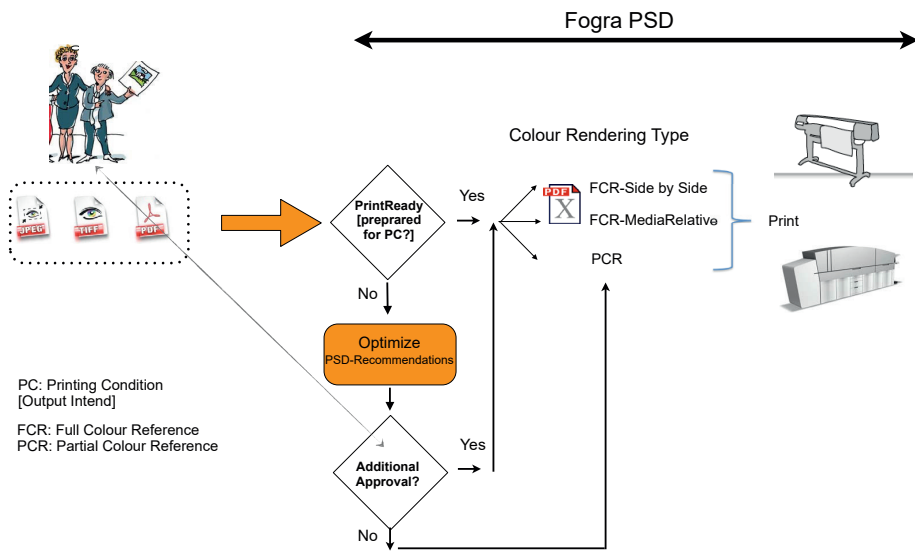 Fogra PSD
Colour Rendering Type
JPEG
TIFF
PDF
PrintReady
[preprared
for PC?]
Yes
PDF
X
FCR-Side by Side
FCR-MediaRelative
PCR
Print
No
Optimize
PSD-Recommendations
PC: Printing Condition
[Output Intend]
FCR: Full Colour Reference
PCR: Partial Colour Reference
Additional
Approval?
Yes
No